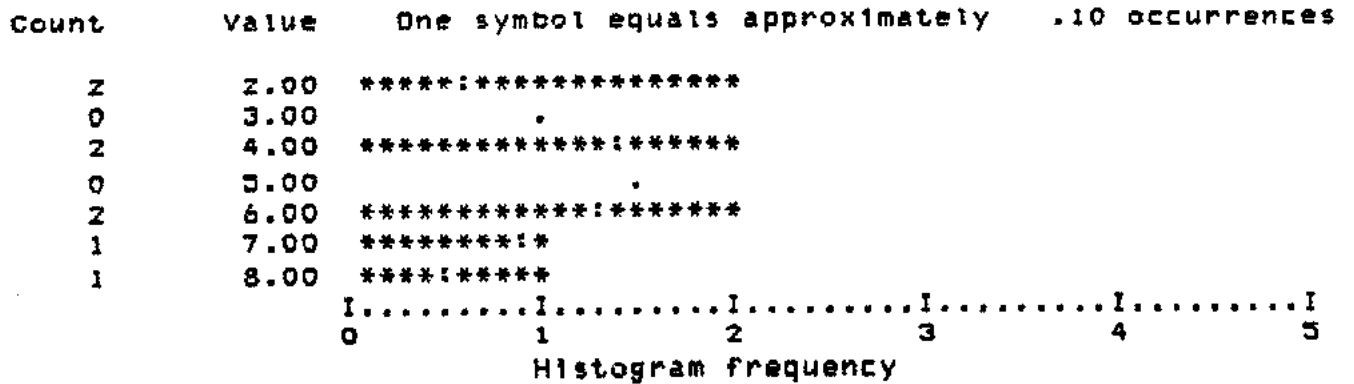 Count Value One symbol equals approximately .10 occurrences
2 2.00 *****:**************
0 3.00 .
2 4.00 *************:******
0 5.00 .
2 6.00 ************:*******
1 7.00 ********:*
1 8.00 ****:*****
I.........I.........I.........I.........I.........I
0 1 2 3 4 5
Histogram frequency